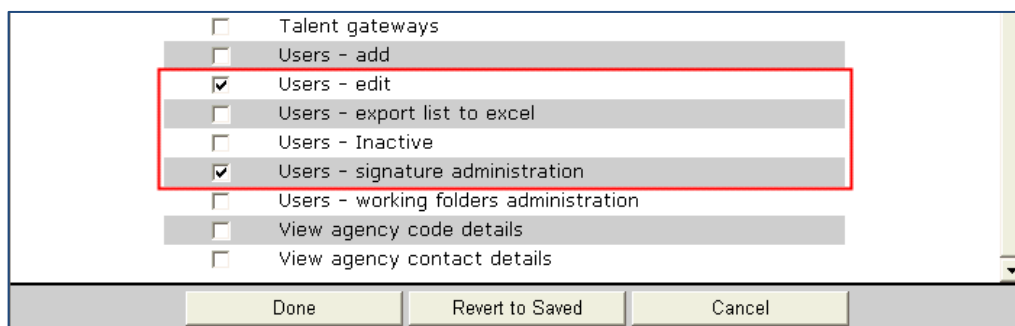 Talent gateways
Users - add
Users - edit
Users - export list to excel
Users - Inactive
Users - signature administration
Users - working folders administration
View agency code details
View agency contact details
Done Revert to Saved Cancel